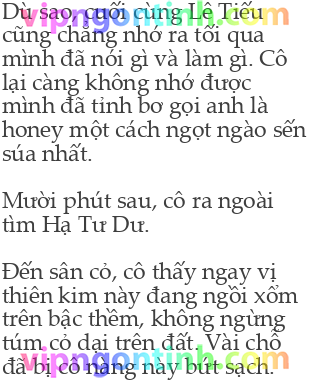 Dù sao, cuối cùng Lê Tiếu
cũng chẳng nhớ ra tối qua
mình đã nói gì và làm gì. Cô
lại càng không nhớ được
mình đã tỉnh bơ gọi anh là
honey một cách ngọt ngào sến
súa nhất.
Mười phút sau, cô ra ngoài
tìm Hạ Tư Dư.
Đến sân cỏ, cô thấy ngay vị
thiên kim này đang ngồi xổm
trên bậc thềm, không ngừng
túm cỏ dại trên đất. Vài chỗ
đã bị cô nàng này bứt sạch.
vipngontinh.com
vipngontinh.com